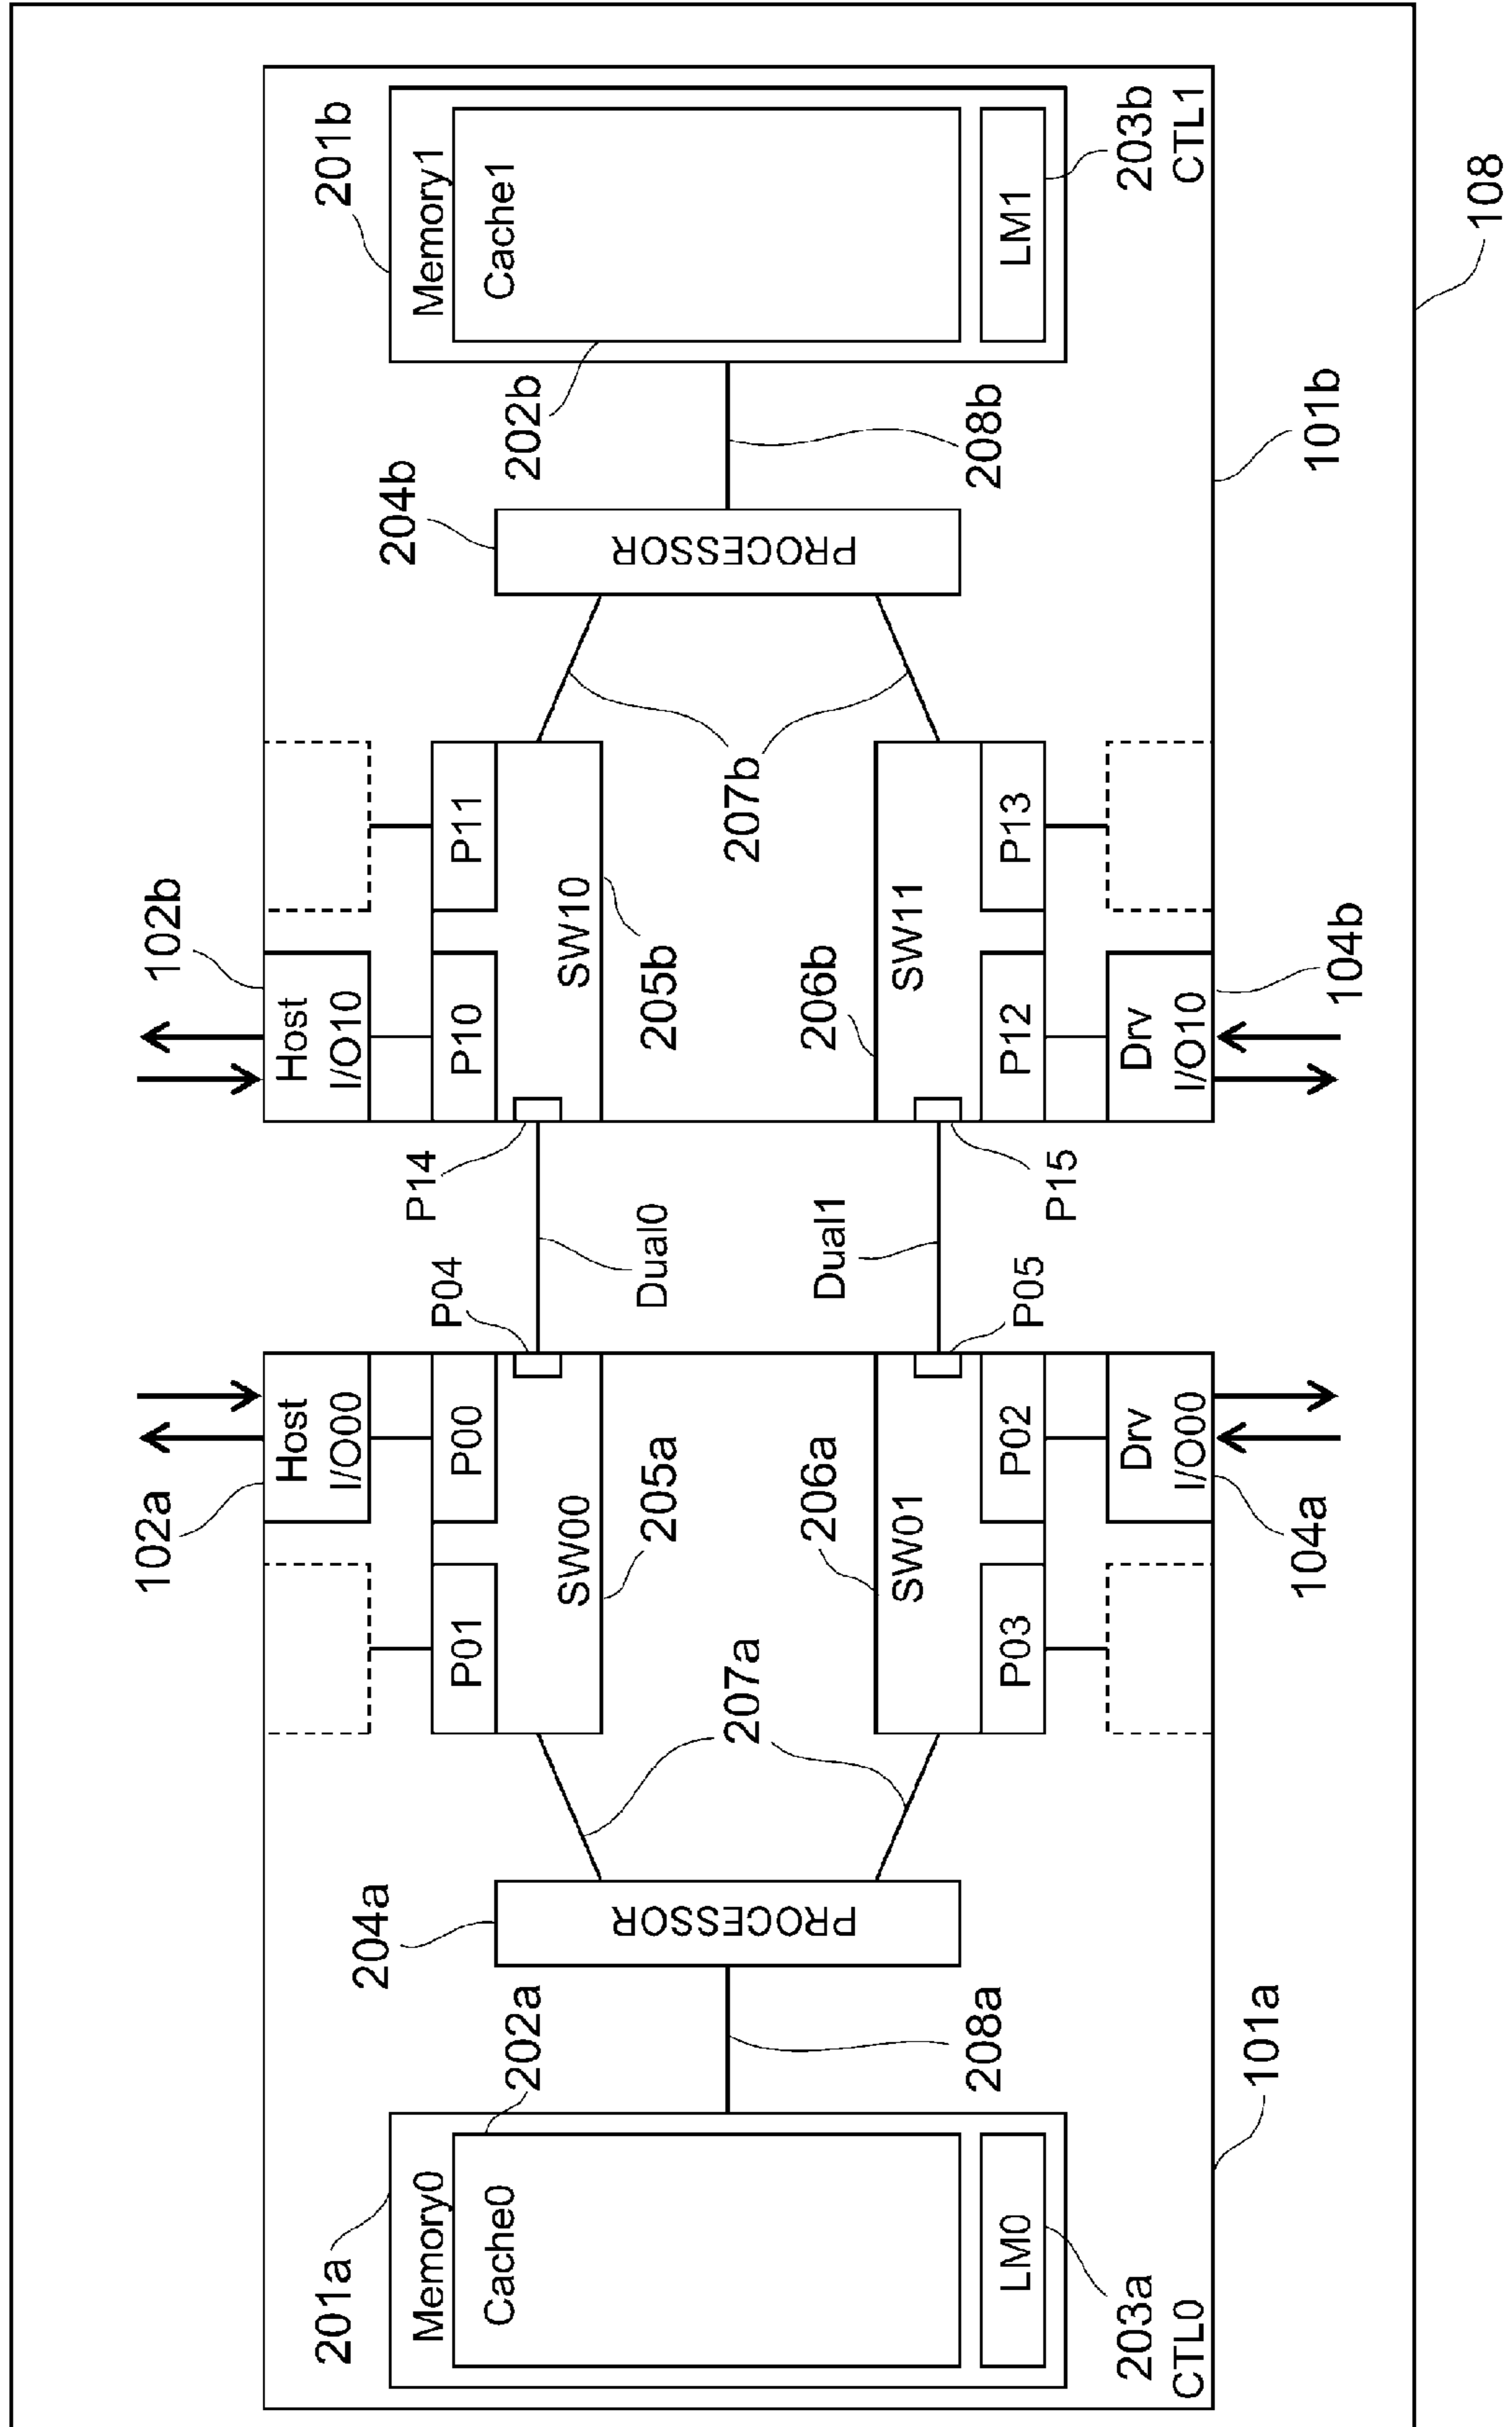 102a
102b
Host
I/O00
Host
I/O10
201a
201b
204a
204b
Memory0
Memory1
P04
P14
P01
P00
P10
P11
Cache0
Cache1
202a
202b
SW00
SW10
205a
Dual0
205b
PROCESSOR
PROCESSOR
207a
207b
206a
Dual1
206b
SW01
SW11
208a
208b
LM0
P03
P02
P05
P15
P12
P13
LM1
203a
203b
Drv
I/O00
Drv
I/O10
CTL0
CTL1
101a
104a
104b
101b
108